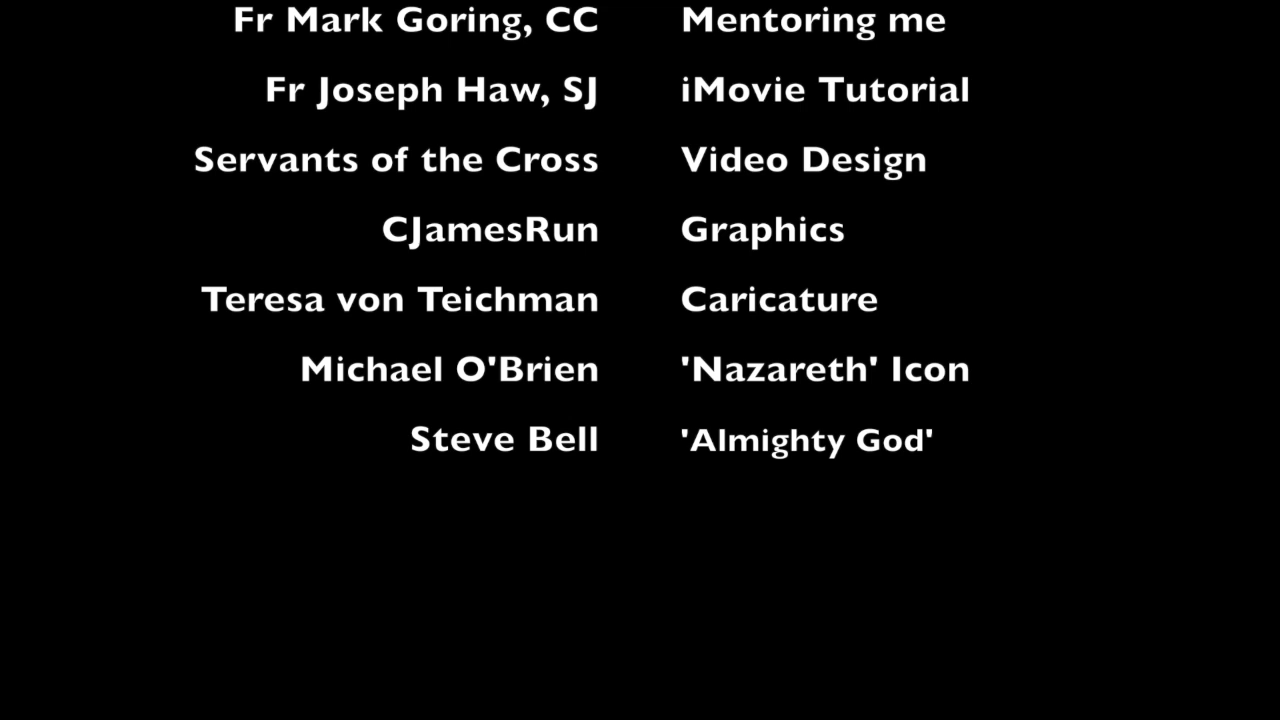 Fr Mark Goring, CC Mentoring me
Fr Joseph Haw, SJ iMovie Tutorial
Servants of the Cross Video Design
CJamesRun Graphics
Teresa von Teichman Caricature
Michael O'Brien 'Nazareth' Icon
Steve Bell 'Almighty God'